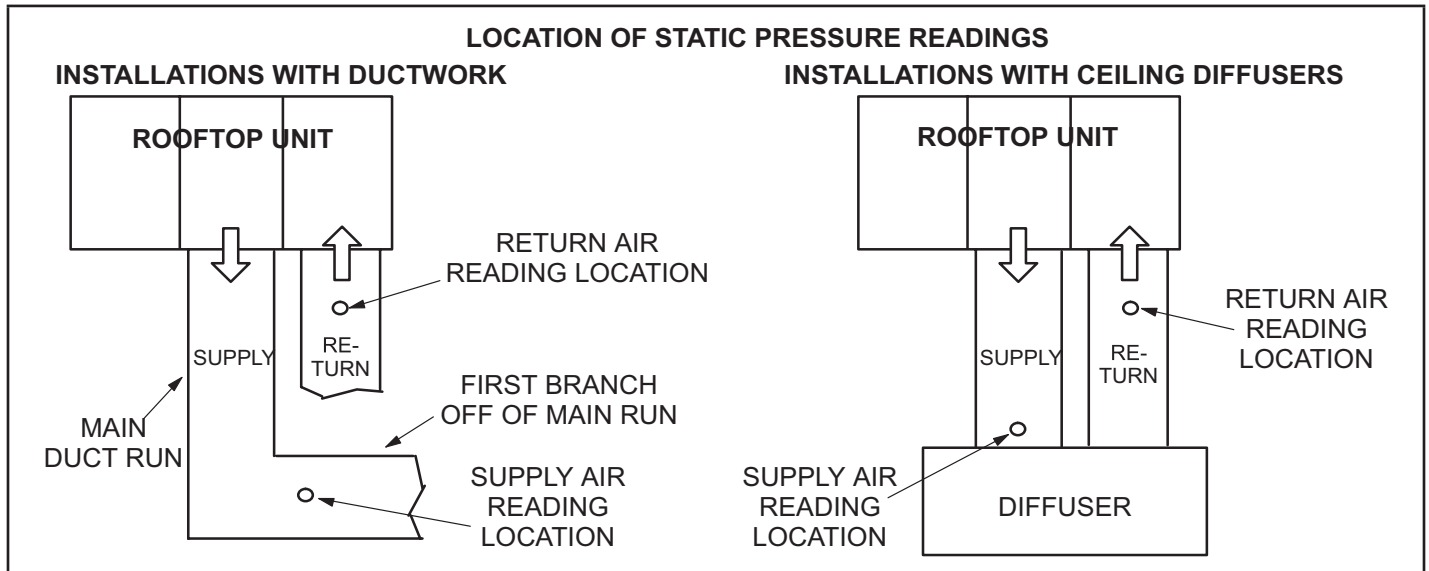 LOCATION OF STATIC PRESSURE READINGS
INSTALLATIONS WITH DUCTWORK
ROOFTOP UNIT
RETURN AIR
READING LOCATION
SUPPLY
RE-
TURN
FIRST BRANCH
OFF OF MAIN RUN
MAIN
DUCT RUN
SUPPLY AIR
READING
LOCATION
INSTALLATIONS WITH CEILING DIFFUSERS
ROOFTOP UNIT
RETURN AIR
READING
LOCATION
SUPPLY
RE-
TURN
SUPPLY AIR
READING
LOCATION
DIFFUSER